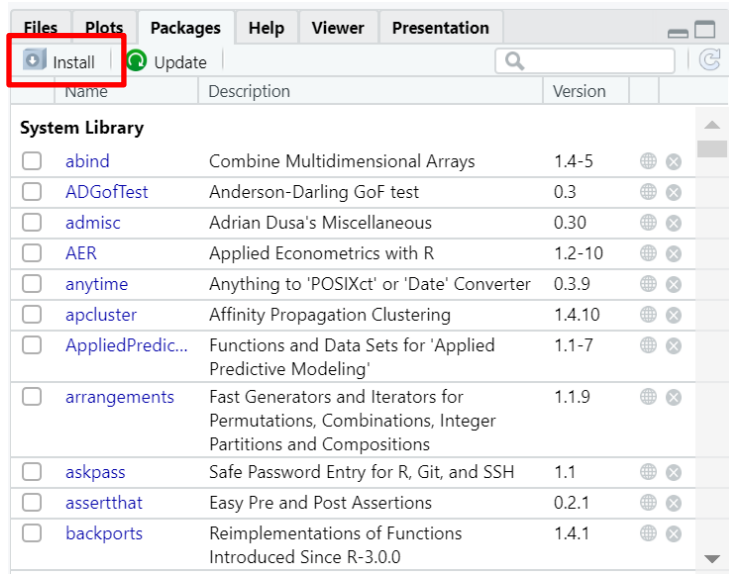 Files Plots Packages Help Viewer Presentation
Install Update
Name Description Version
System Library
abind Combine Multidimensional Arrays 1.4-5
ADGofTest Anderson-Darling GoF test 0.3
admisc Adrian Dusa's Miscellaneous 0.30
AER Applied Econometrics with R 1.2-10
anytime Anything to 'POSIXct' or 'Date' Converter 0.3.9
apcluster Affinity Propagation Clustering 1.4.10
AppliedPredic... Functions and Data Sets for 'Applied 1.1-7
Predictive Modeling'
arrangements Fast Generators and Iterators for 1.1.9
Permutations, Combinations, Integer
Partitions and Compositions
askpass Safe Password Entry for R, Git, and SSH 1.1
assertthat Easy Pre and Post Assertions 0.2.1
backports Reimplementations of Functions 1.4.1
Introduced Since R-3.0.0